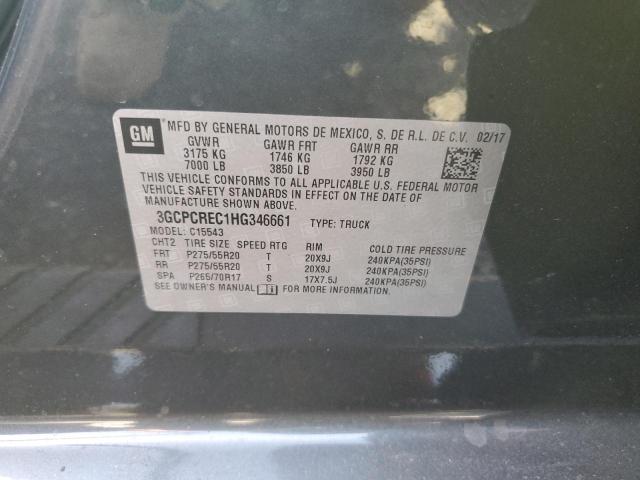 GM
MFD BY GENERAL MOTORS DE MEXICO, S. DE R.L. DE C.V. 02/17
GVWR GAWR FRT GAWR RR
3175 KG 1746 KG 1792 KG
7000 LB 3850 LB 3950 LB
THIS VEHICLE CONFORMS TO ALL APPLICABLE U.S. FEDERAL MOTOR
VEHICLE SAFETY STANDARDS IN EFFECT ON THE DATE OF
MANUFACTURE SHOWN ABOVE.
3GCPCREC1HG346661 TYPE: TRUCK
MODEL: C15543
CHT2 TIRE SIZE SPEED RTG RIM COLD TIRE PRESSURE
FRT P275/55R20 T 20X9J 240KPA(35PSI)
RR P275/55R20 T 20X9J 240KPA(35PSI)
SPA P265/70R17 S 17X7.5J 240KPA(35PSI)
SEE OWNER'S MANUAL FOR MORE INFORMATION.